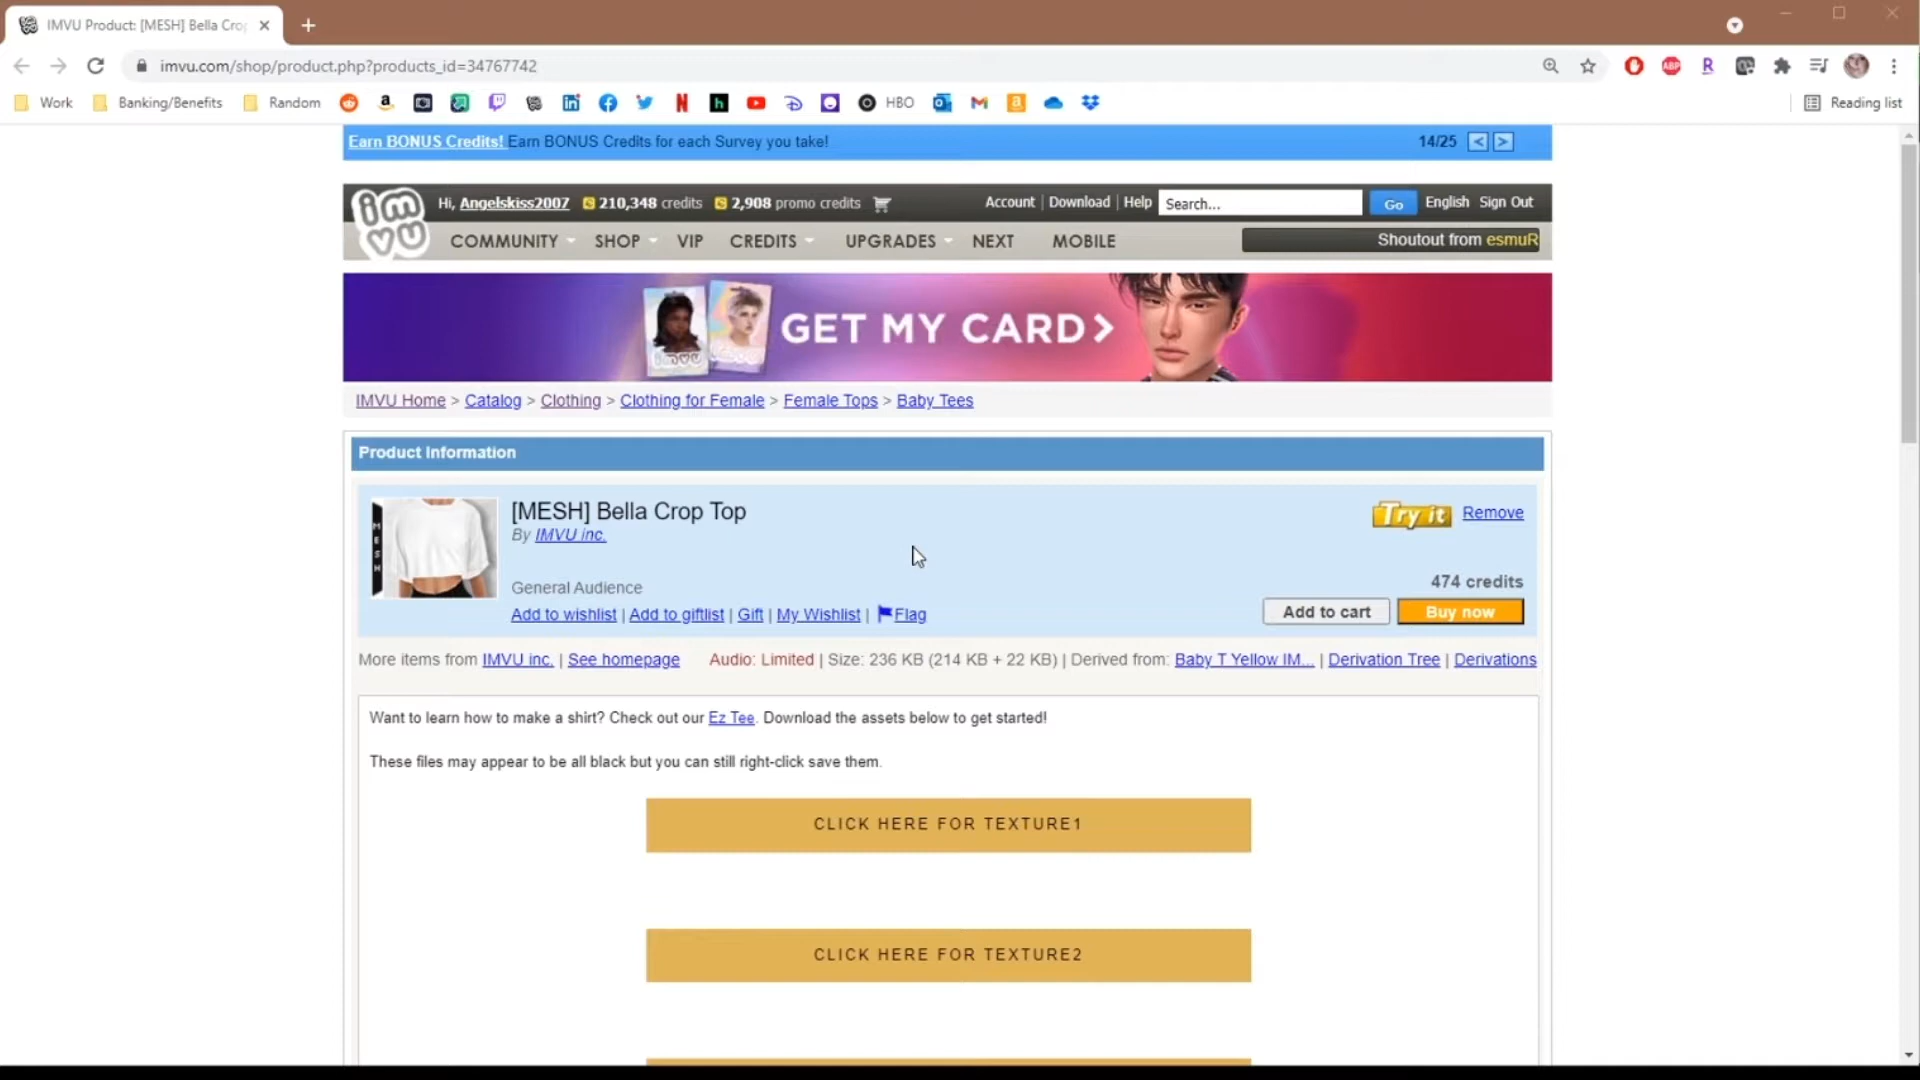 IMVU Product: [MESH] Bella Cro
imvu.com/shop/product.php?products_id=34767742
Work Banking/Benefits Random HBO Reading list
Earn BONUS Credits! Earn BONUS Credits for each Survey you take! 14/25 < >
imvu
Hi, Angelskiss2007 210,348 credits 2,908 promo credits Account | Download | Help Search... Go English Sign Out
COMMUNITY SHOP VIP CREDITS UPGRADES NEXT MOBILE Shoutout from esmuR
GET MY CARD >
IMVU Home > Catalog > Clothing > Clothing for Female > Female Tops > Baby Tees
Product Information
MESH
[MESH] Bella Crop Top
Try it Remove
By IMVU inc.
474 credits
General Audience
Add to wishlist | Add to giftlist | Gift | My Wishlist | Flag
Add to cart Buy now
More items from IMVU inc. | See homepage Audio: Limited | Size: 236 KB (214 KB + 22 KB) | Derived from: Baby T Yellow IM... | Derivation Tree | Derivations
Want to learn how to make a shirt? Check out our Ez Tee. Download the assets below to get started!
These files may appear to be all black but you can still right-click save them.
CLICK HERE FOR TEXTURE1
CLICK HERE FOR TEXTURE2